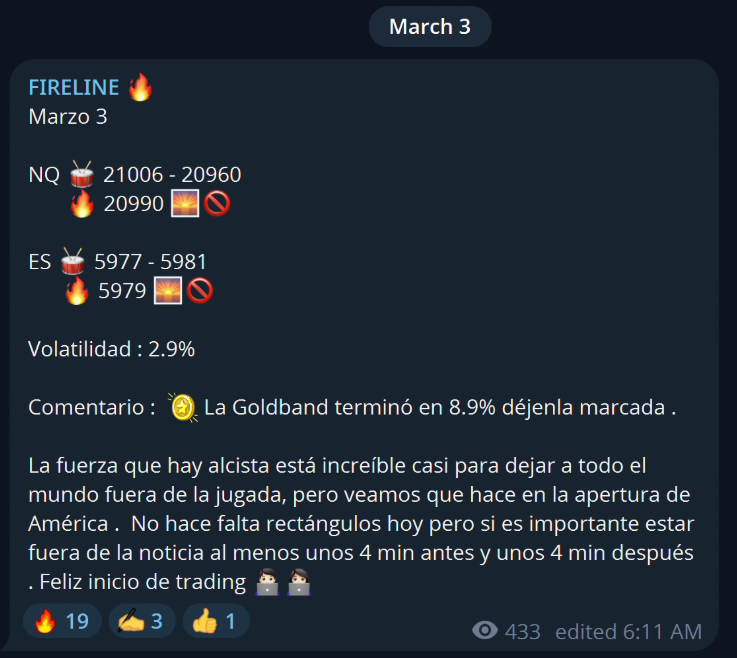 March 3
FIRELINE 🔥
Marzo 3
NQ 🥁 21006 - 20960
🔥 20990 🌅🚫
ES 🥁 5977 - 5981
🔥 5979 🌅🚫
Volatilidad : 2.9%
Comentario : La Goldband terminó en 8.9% déjenla marcada .
La fuerza que hay alcista está increíble casi para dejar a todo el
mundo fuera de la jugada, pero veamos que hace en la apertura de
América . No hace falta rectángulos hoy pero si es importante estar
fuera de la noticia al menos unos 4 min antes y unos 4 min después
. Feliz inicio de trading 🧑🏻‍💻 🧑🏻‍💻
🔥 19 ✍️ 3 👍 1
433 edited 6:11 AM